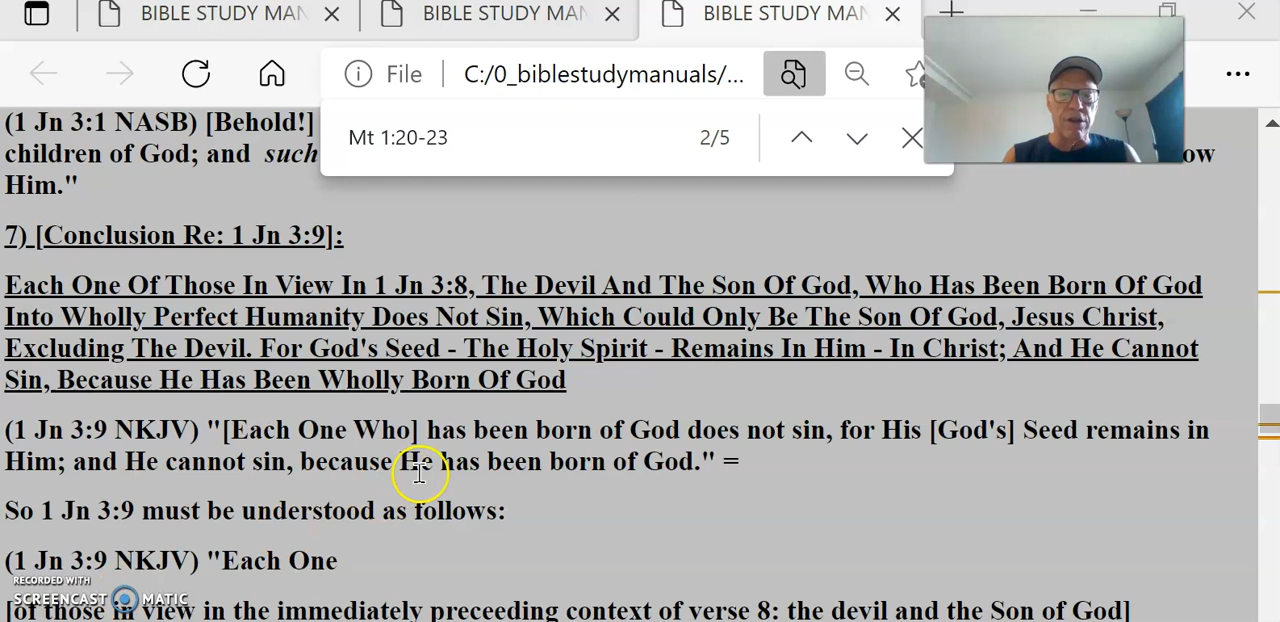 BIBLE STUDY MAN BIBLE STUDY MAN BIBLE STUDY MAN
File C:/0_biblestudymanuals/...
Mt 1:20-23 2/5
(1 Jn 3:1 NASB) [Behold!]
children of God; and such ow
Him."
7) [Conclusion Re: 1 Jn 3:9]:
Each One Of Those In View In 1 Jn 3:8, The Devil And The Son Of God, Who Has Been Born Of God
Into Wholly Perfect Humanity Does Not Sin, Which Could Only Be The Son Of God, Jesus Christ,
Excluding The Devil. For God's Seed - The Holy Spirit - Remains In Him - In Christ; And He Cannot
Sin, Because He Has Been Wholly Born Of God
(1 Jn 3:9 NKJV) "[Each One Who] has been born of God does not sin, for His [God's] Seed remains in
Him; and He cannot sin, because He has been born of God." =
So 1 Jn 3:9 must be understood as follows:
(1 Jn 3:9 NKJV) "Each One
RECORDED WITH
SCREENCAST MATIC
[of those in view in the immediately preceeding context of verse 8: the devil and the Son of God]